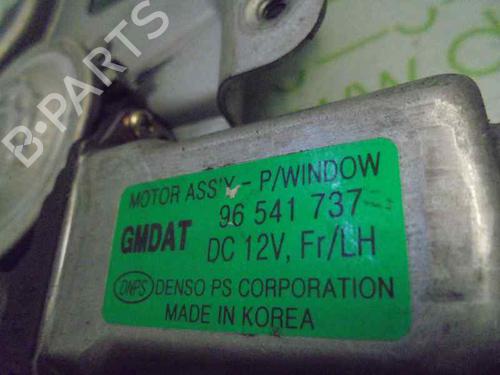 B-PARTS
MOTOR ASS'Y - P/WINDOW
96 541 737
GMDAT
DC 12V, Fr/LH
DNPS DENSO PS CORPORATION
MADE IN KOREA